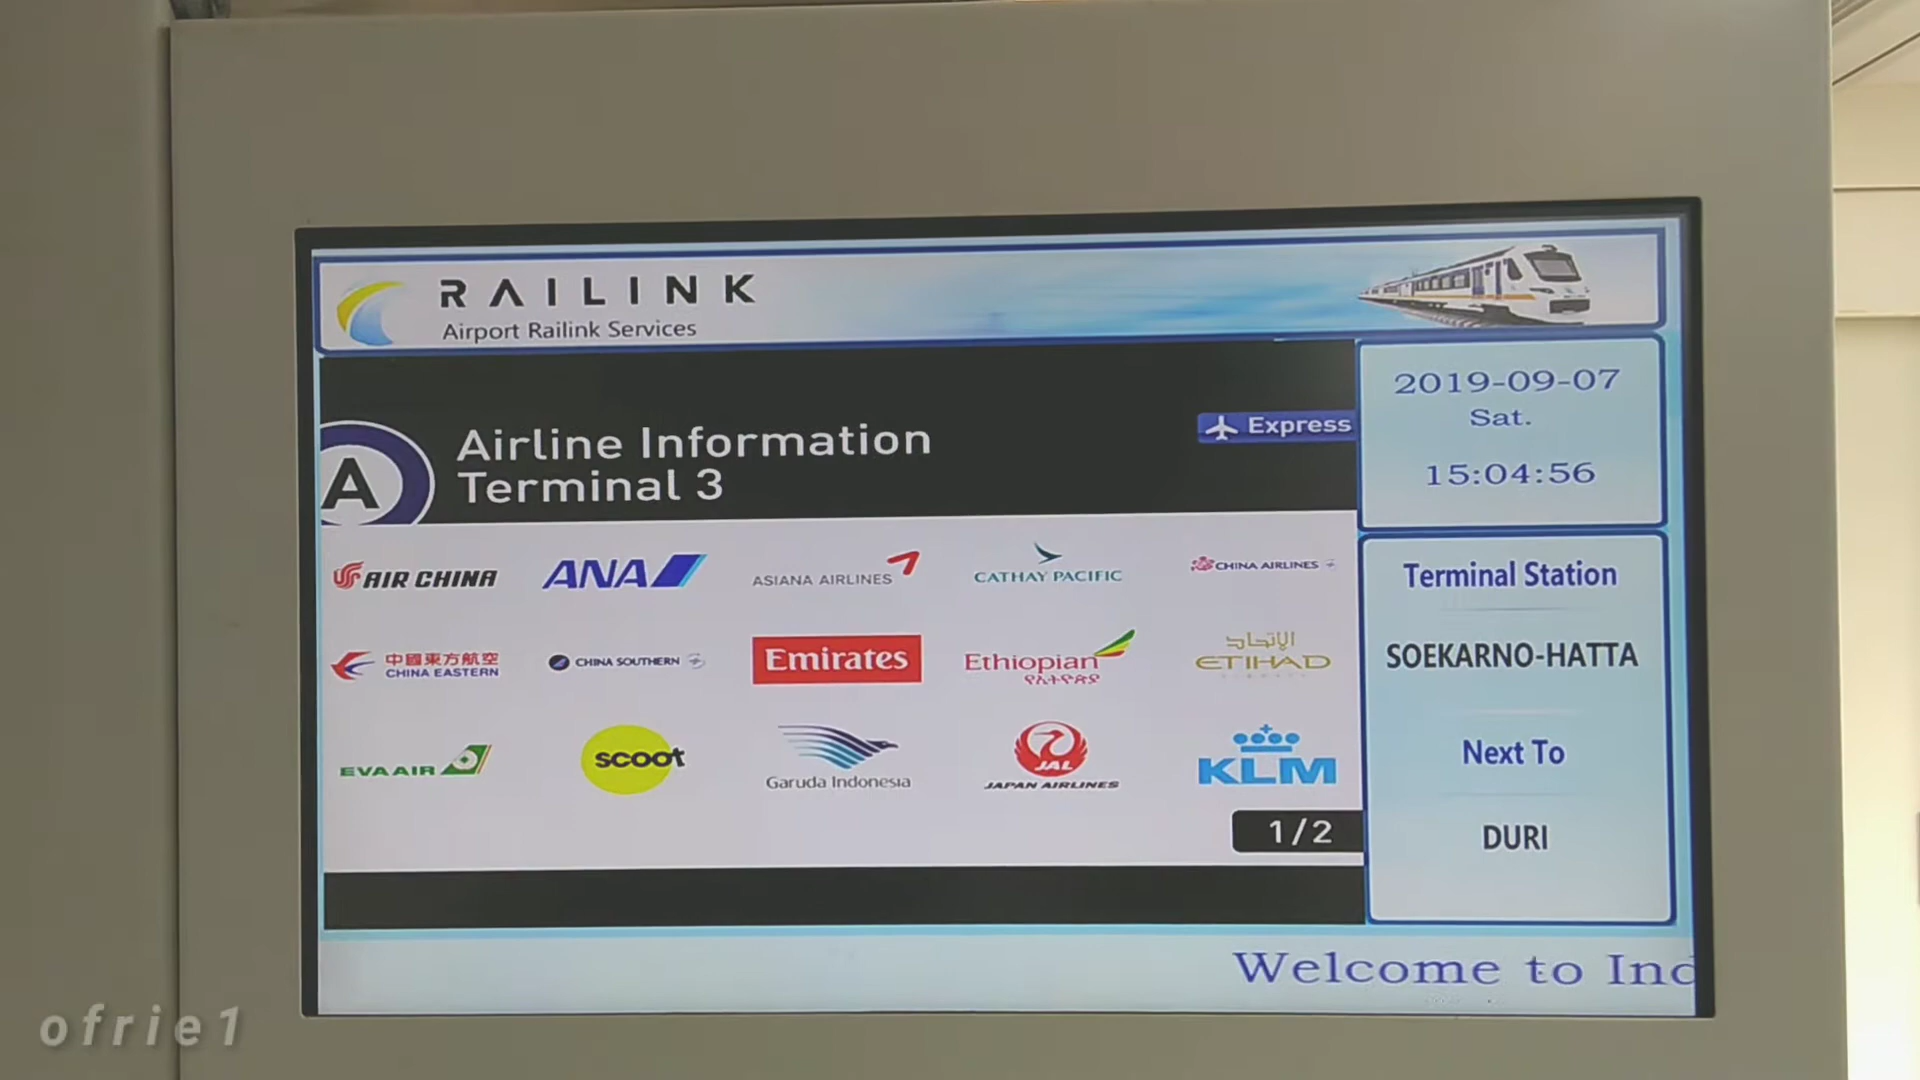 RAILINK
Airport Railink Services
2019-09-07
Sat.
15:04:56
A
Airline Information
Terminal 3
Express
AIR CHINA
ANA
ASIANA AIRLINES
CATHAY PACIFIC
CHINA AIRLINES
中國東方航空
CHINA EASTERN
CHINA SOUTHERN
Emirates
Ethiopian
የኢትዮጵያ
الإتحاد
ETIHAD
EVA AIR
scoot
Garuda Indonesia
JAL
JAPAN AIRLINES
KLM
1/2
Terminal Station
SOEKARNO-HATTA
Next To
DURI
Welcome to Ind
ofrie1